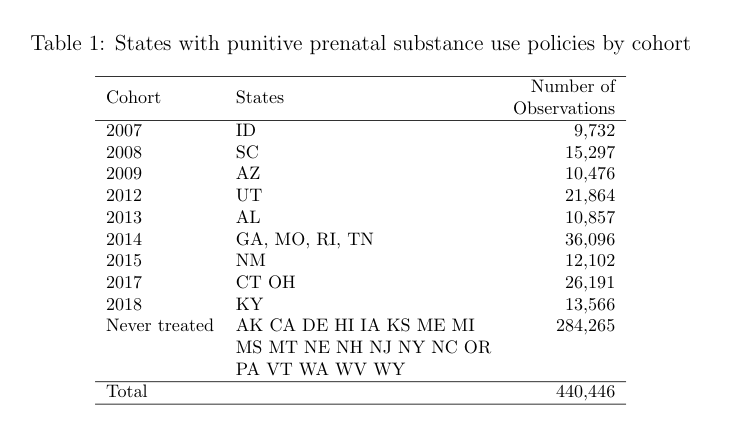 Table 1: States with punitive prenatal substance use policies by cohort
Cohort States Number of Observations
2007 ID 9,732
2008 SC 15,297
2009 AZ 10,476
2012 UT 21,864
2013 AL 10,857
2014 GA, MO, RI, TN 36,096
2015 NM 12,102
2017 CT OH 26,191
2018 KY 13,566
Never treated AK CA DE HI IA KS ME MI 284,265
MS MT NE NH NJ NY NC OR
PA VT WA WV WY
Total 440,446